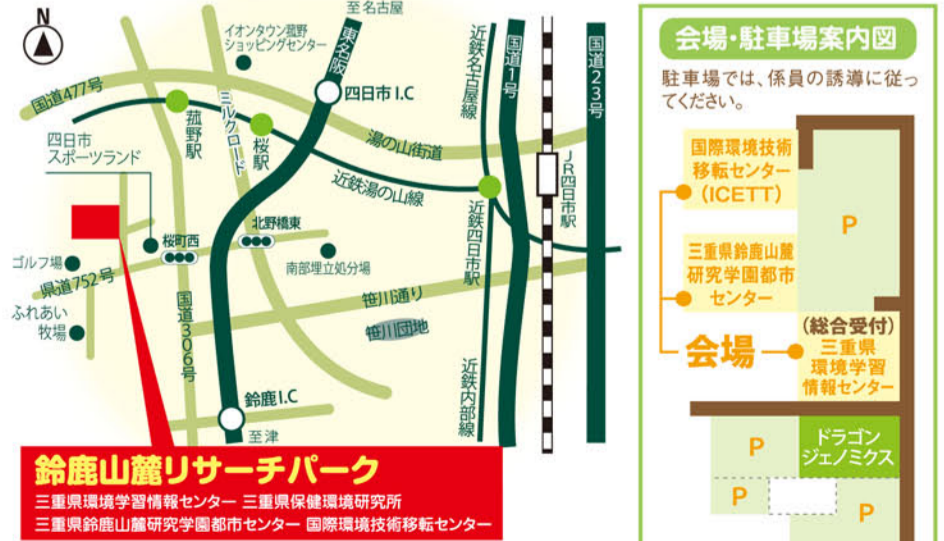 N
至名古屋
イオンタウン菰野
ショッピングセンター
東名阪
近鉄名古屋線
国道1号
国道23号
国道477号
四日市I.C
四日市
スポーツランド
菰野駅
ミルクロード
桜駅
湯の山街道
近鉄湯の山線
JR四日市駅
近鉄四日市駅
北野橋東
桜町西
南部埋立処分場
ゴルフ場
県道752号
ふれあい
牧場
国道306号
笹川通り
笹川団地
近鉄内部線
鈴鹿I.C
至津
鈴鹿山麓リサーチパーク
三重県環境学習情報センター 三重県保健環境研究所
三重県鈴鹿山麓研究学園都市センター 国際環境技術移転センター
会場・駐車場案内図
駐車場では、係員の誘導に従っ
てください。
国際環境技術
移転センター
(ICETT)
P
三重県鈴鹿山麓
研究学園都市
センター
会場
(総合受付)
三重県
環境学習
情報センター
P
ドラゴン
ジェノミクス
P
P